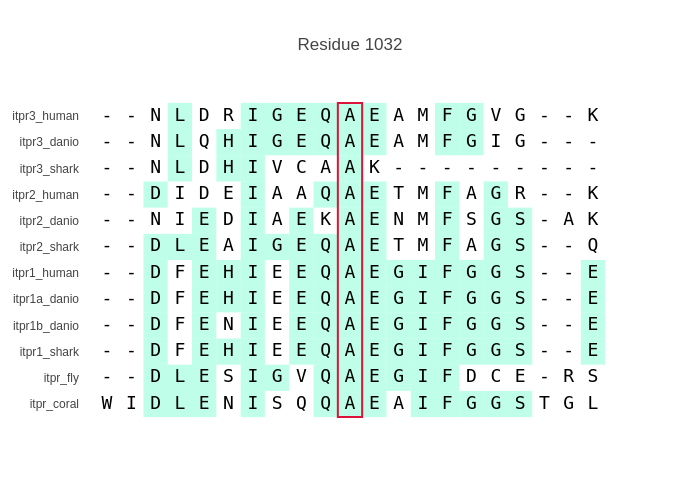 Residue 1032
itpr3_human - - N L D R I G E Q A E A M F G V G - - K
itpr3_danio - - N L Q H I G E Q A E A M F G I G - - -
itpr3_shark - - N L D H I V C A A K - - - - - - - - -
itpr2_human - - D I D E I A A Q A E T M F A G R - - K
itpr2_danio - - N I E D I A E K A E N M F S G S - A K
itpr2_shark - - D L E A I G E Q A E T M F A G S - - Q
itpr1_human - - D F E H I E E Q A E G I F G G S - - E
itpr1a_danio - - D F E H I E E Q A E G I F G G S - - E
itpr1b_danio - - D F E N I E E Q A E G I F G G S - - E
itpr1_shark - - D F E H I E E Q A E G I F G G S - - E
itpr_fly - - D L E S I G V Q A E G I F D C E - R S
itpr_coral W I D L E N I S Q Q A E A I F G G S T G L